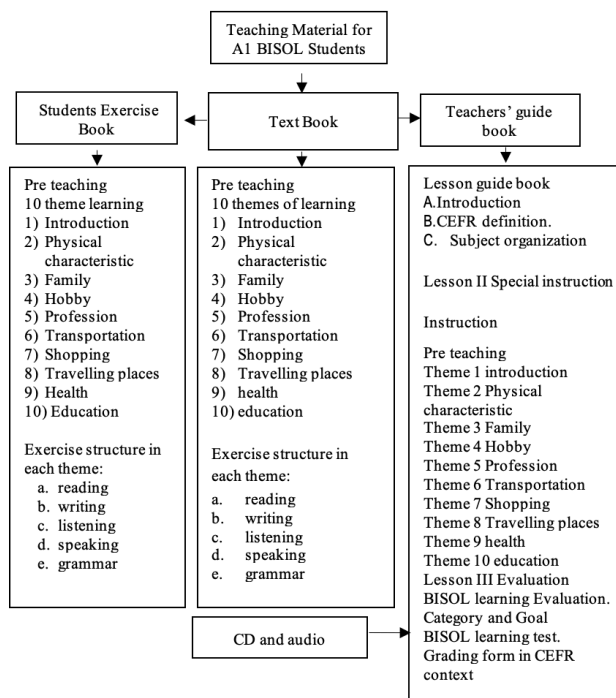 Teaching Material for
A1 BISOL Students
Students Exercise
Book
Text Book
Teachers' guide
book
Pre teaching
10 theme learning
1) Introduction
2) Physical
characteristic
3) Family
4) Hobby
5) Profession
6) Transportation
7) Shopping
8) Travelling places
9) Health
10) Education
Exercise structure in
each theme:
a. reading
b. writing
c. listening
d. speaking
e. grammar
Pre teaching
10 themes of learning
1) Introduction
2) Physical
characteristic
3) Family
4) Hobby
5) Profession
6) Transportation
7) Shopping
8) Travelling places
9) health
10) education
Exercise structure in
each theme:
a. reading
b. writing
c. listening
d. speaking
e. grammar
Lesson guide book
A.Introduction
B.CEFR definition.
C. Subject organization
Lesson II Special instruction
Instruction
Pre teaching
Theme 1 introduction
Theme 2 Physical
characteristic
Theme 3 Family
Theme 4 Hobby
Theme 5 Profession
Theme 6 Transportation
Theme 7 Shopping
Theme 8 Travelling places
Theme 9 health
Theme 10 education
Lesson III Evaluation
BISOL learning Evaluation.
Category and Goal
BISOL learning test.
Grading form in CEFR
context
CD and audio